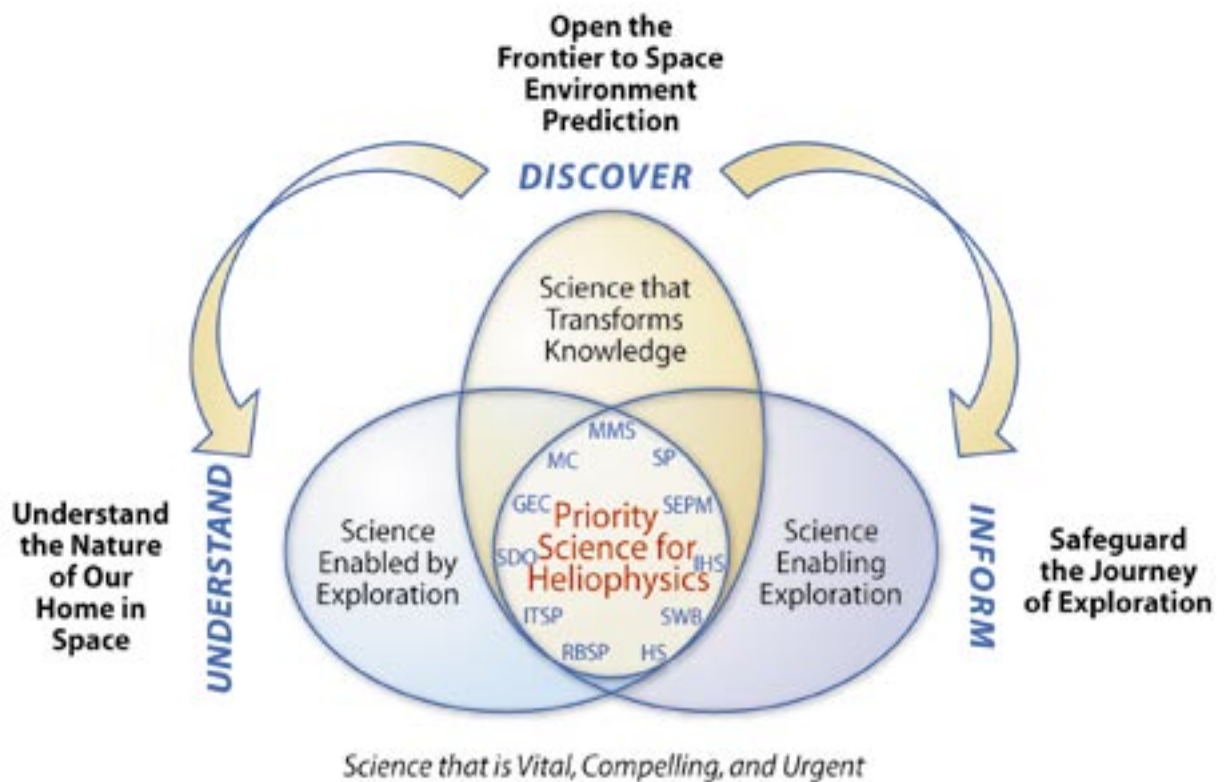 Open the
Frontier to Space
Environment
Prediction
DISCOVER
Science that
Transforms
Knowledge
MMS
MC
SP
GEC
SEPM
Priority
Science for
Heliophysics
SDO
IHS
ITSP
SWB
RBSP
HS
Science
Enabled by
Exploration
Science
Enabling
Exploration
UNDERSTAND
Understand
the Nature
of Our
Home in
Space
INFORM
Safeguard
the Journey
of Exploration
Science that is Vital, Compelling, and Urgent